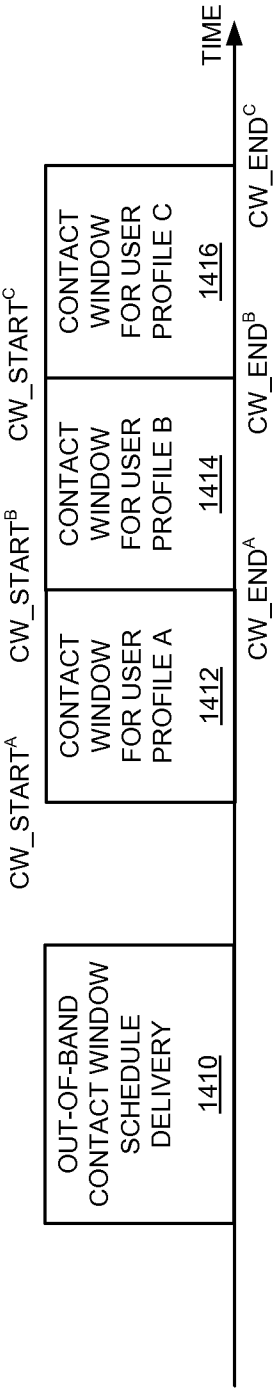 CW_START^A
CW_START^B
CW_START^C
OUT-OF-BAND
CONTACT WINDOW
SCHEDULE
DELIVERY
1410
CONTACT
WINDOW
FOR USER
PROFILE A
1412
CONTACT
WINDOW
FOR USER
PROFILE B
1414
CONTACT
WINDOW
FOR USER
PROFILE C
1416
TIME
CW_END^A
CW_END^B
CW_END^C